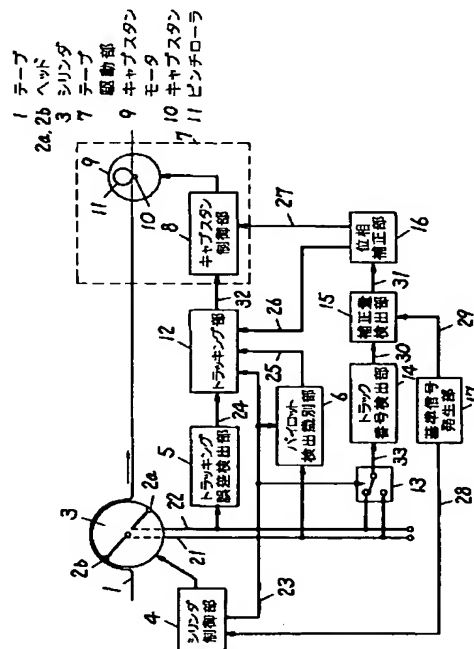 1 テープ
2a, 2b ヘッド
3 シリンダ
7 テープ駆動部
9 キャプスタンモータ
10 キャプスタン
11 ピンチローラ
1
2b
3
2a
22
21
4
シリンダ制御部
23
5
トラッキング誤差検出部
24
12
トラッキング部
32
8
キャプスタン制御部
7
9
11
10
25
26
27
6
パイロット検出識別部
13
33
14
トラック番号検出部
30
15
補正量検出部
31
16
位相補正部
29
17
基準信号発生部
28